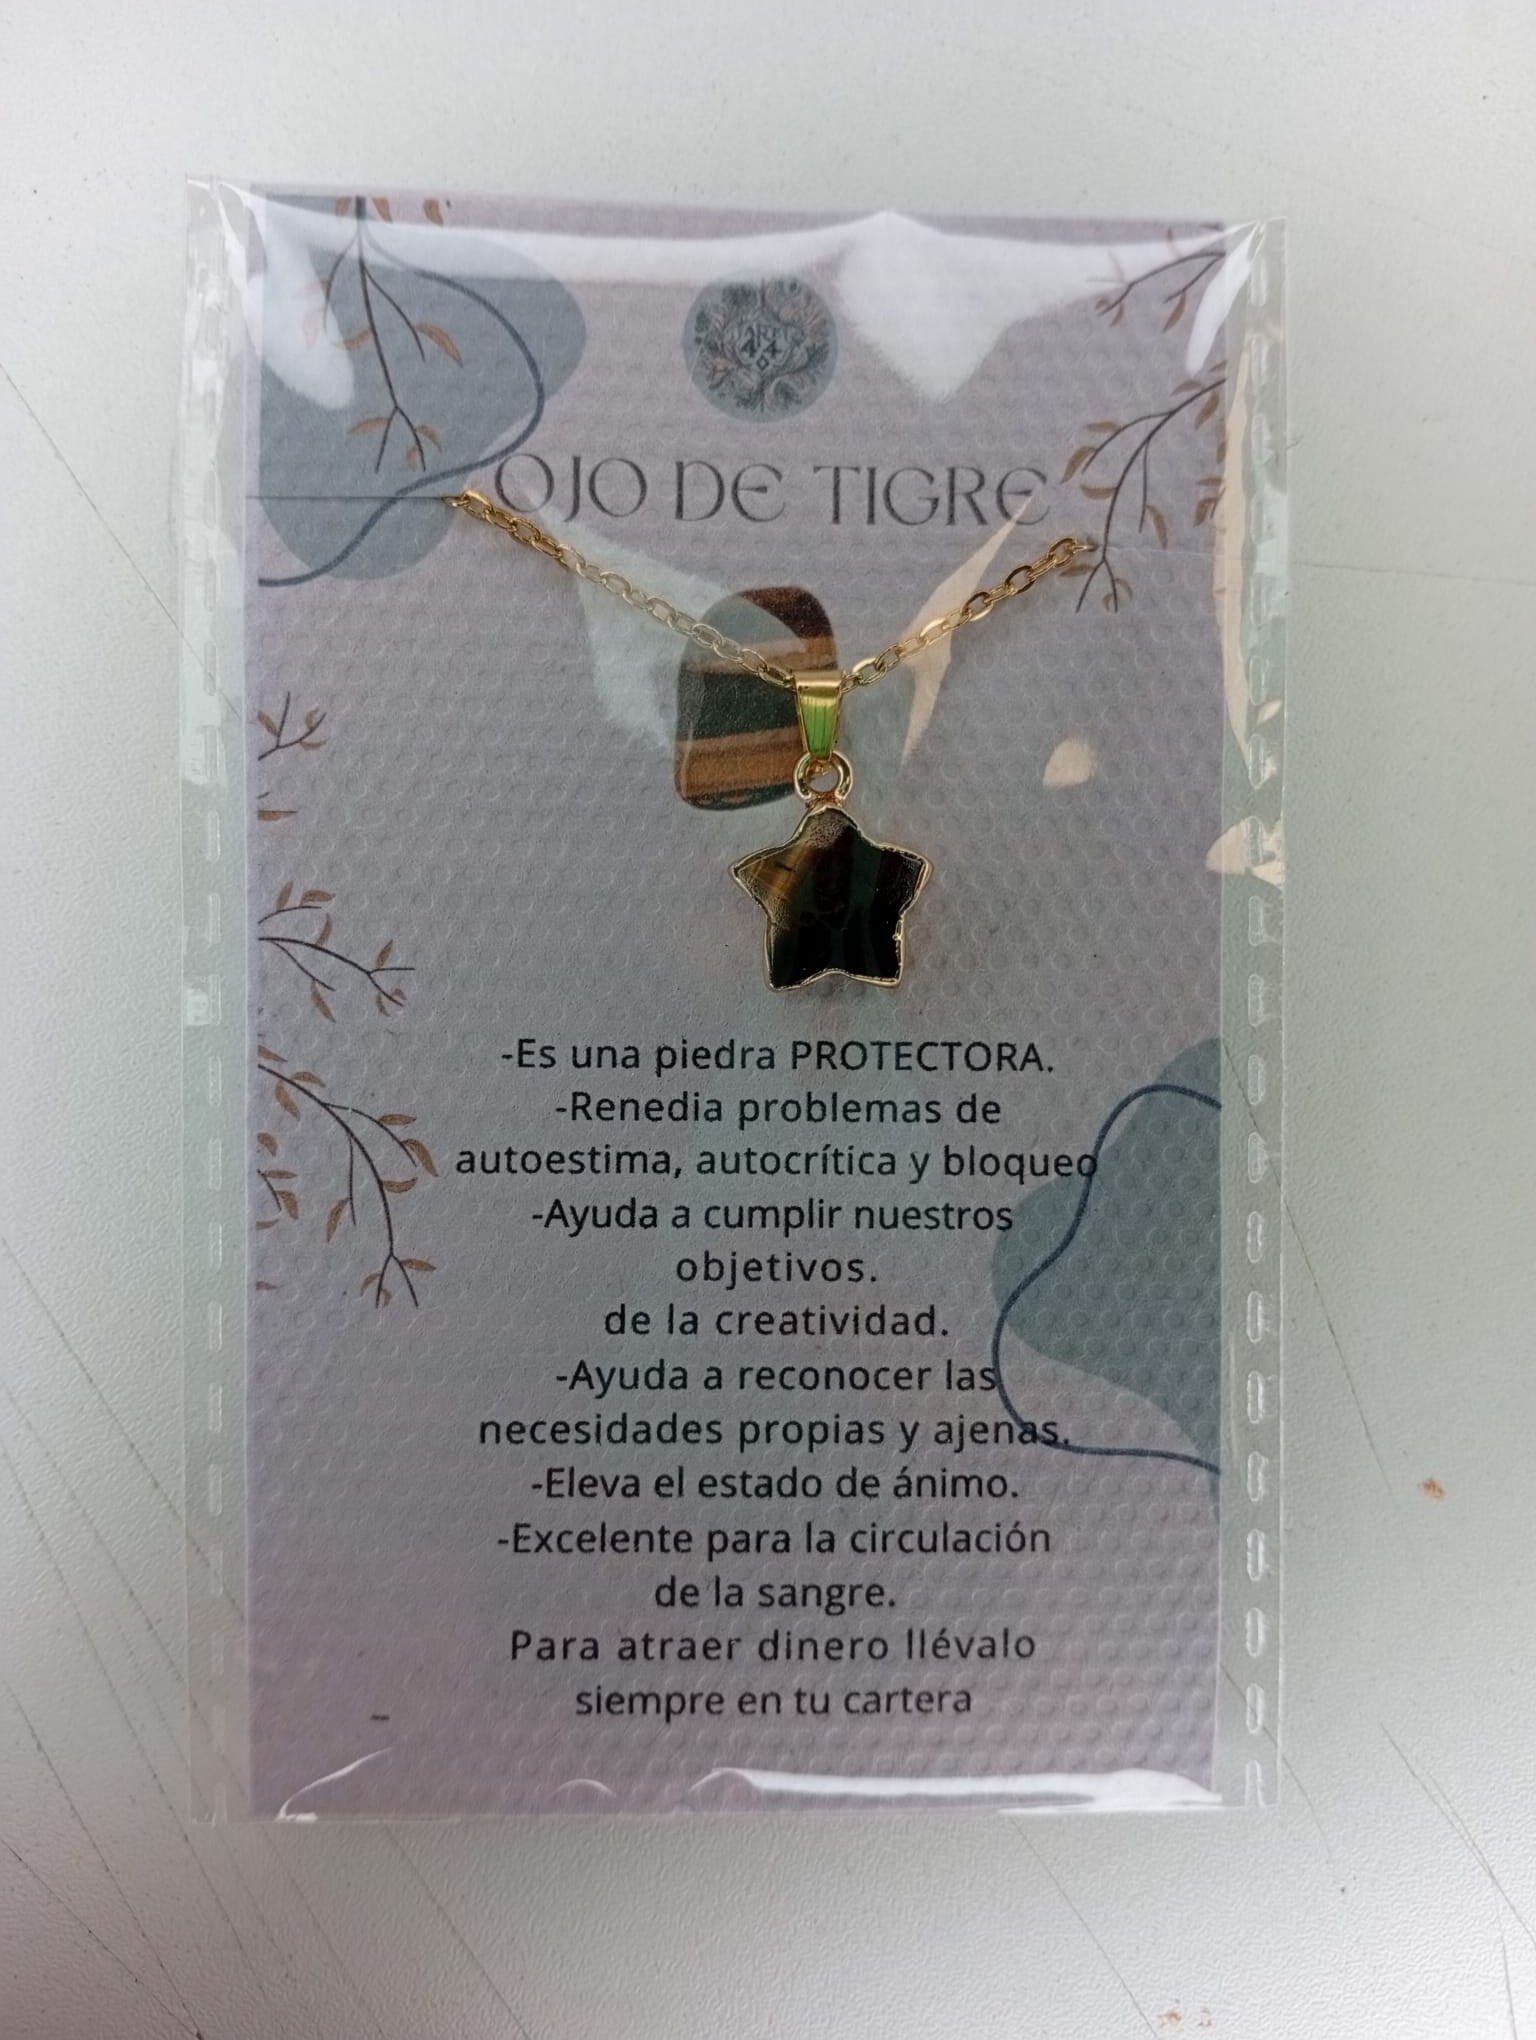 44
OJO DE TIGRE
-Es una piedra PROTECTORA.
-Renedia problemas de
autoestima, autocrítica y bloqueo
-Ayuda a cumplir nuestros
objetivos.
de la creatividad.
-Ayuda a reconocer las
necesidades propias y ajenas.
-Eleva el estado de ánimo.
-Excelente para la circulación
de la sangre.
Para atraer dinero llévalo
siempre en tu cartera
-